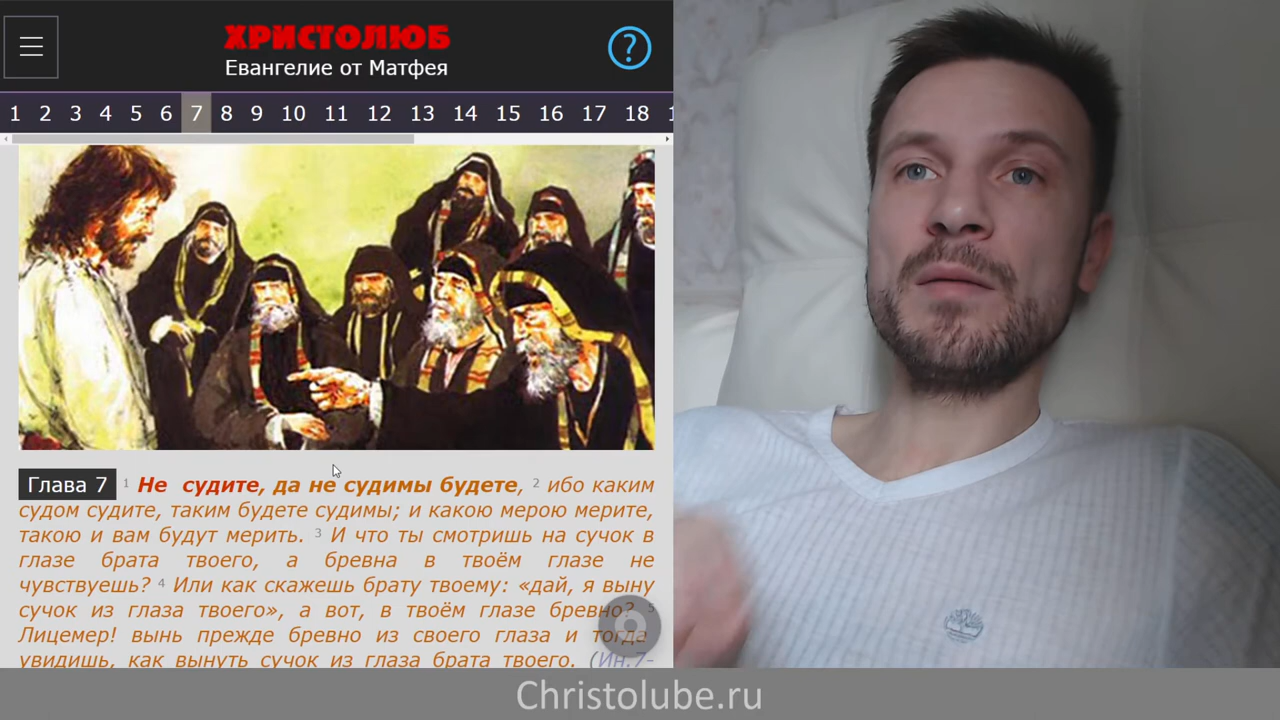 ХРИСТОЛЮБ
?
Евангелие от Матфея
1 2 3 4 5 6 7 8 9 10 11 12 13 14 15 16 17 18
Глава 7 1 Не судите, да не судимы будете, 2 ибо каким
судом судите, таким будете судимы; и какою мерою мерите,
такою и вам будут мерить. 3 И что ты смотришь на сучок в
глазе брата твоего, а бревна в твоём глазе не
чувствуешь? 4 Или как скажешь брату твоему: «дай, я выну
сучок из глаза твоего», а вот, в твоём глазе бревно? 5
Лицемер! вынь прежде бревно из своего глаза и тогда
увидишь, как вынуть сучок из глаза брата твоего. (Ин.7-
Christolube.ru